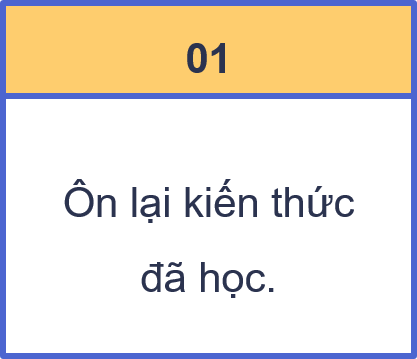 01
Ôn lại kiến thức
đã học.